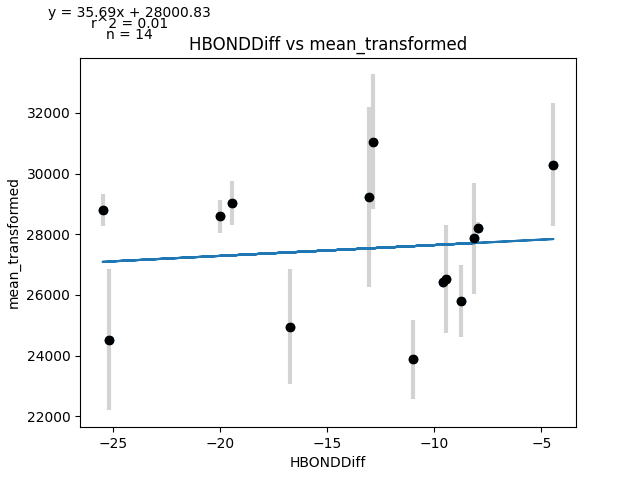 y = 35.69x + 28000.83
r^2 = 0.01
n = 14
HBONDDiff vs mean_transformed
32000
30000
28000
26000
24000
22000
mean_transformed
−25
−20
−15
−10
−5
HBONDDiff